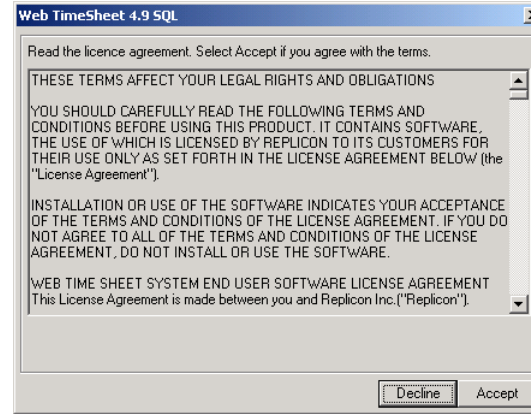 Web TimeSheet 4.9 SQL
Read the licence agreement. Select Accept if you agree with the terms.
THESE TERMS AFFECT YOUR LEGAL RIGHTS AND OBLIGATIONS
YOU SHOULD CAREFULLY READ THE FOLLOWING TERMS AND
CONDITIONS BEFORE USING THIS PRODUCT. IT CONTAINS SOFTWARE,
THE USE OF WHICH IS LICENSED BY REPLICON TO ITS CUSTOMERS FOR
THEIR USE ONLY AS SET FORTH IN THE LICENSE AGREEMENT BELOW (the
"License Agreement").
INSTALLATION OR USE OF THE SOFTWARE INDICATES YOUR ACCEPTANCE
OF THE TERMS AND CONDITIONS OF THE LICENSE AGREEMENT. IF YOU DO
NOT AGREE TO ALL OF THE TERMS AND CONDITIONS OF THE LICENSE
AGREEMENT, DO NOT INSTALL OR USE THE SOFTWARE.
WEB TIME SHEET SYSTEM END USER SOFTWARE LICENSE AGREEMENT
This License Agreement is made between you and Replicon Inc.("Replicon").
Decline Accept